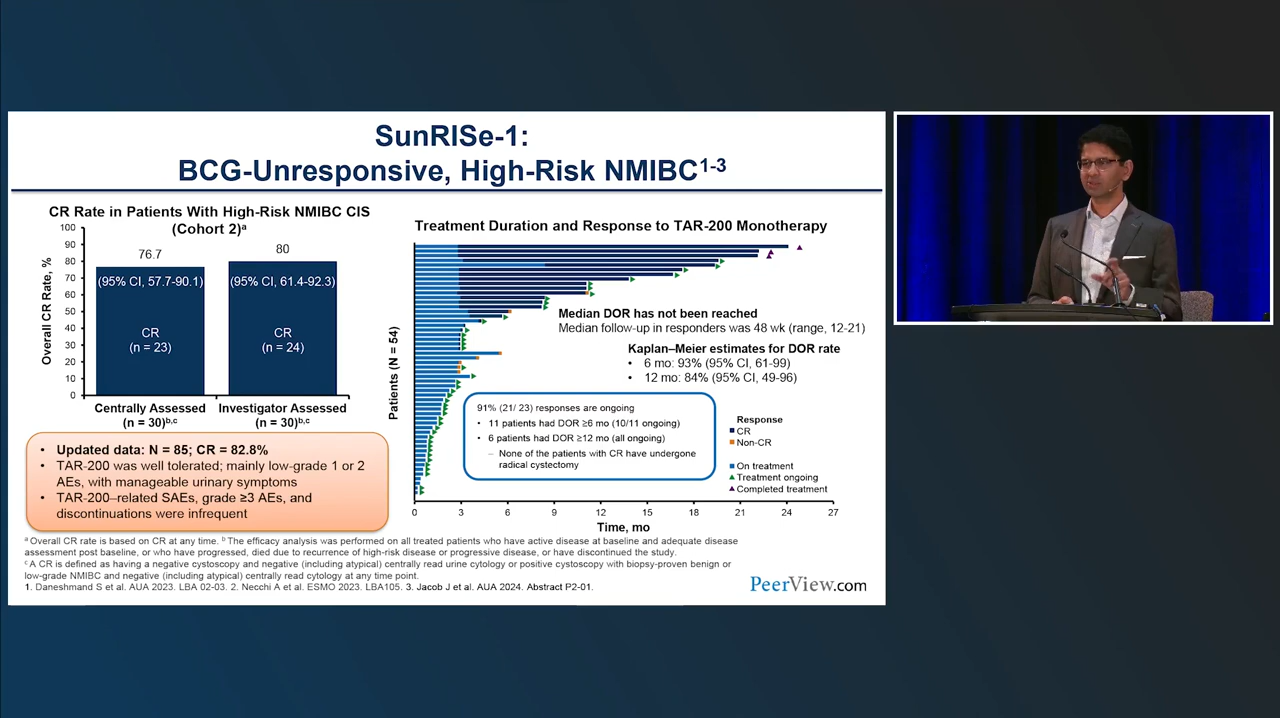 SunRISe-1:
BCG-Unresponsive, High-Risk NMIBC1-3
CR Rate in Patients With High-Risk NMIBC CIS
(Cohort 2)a
Overall CR Rate, %
100
90
80
70
60
50
40
30
20
10
0
76.7
(95% CI, 57.7-90.1)
CR
(n = 23)
80
(95% CI, 61.4-92.3)
CR
(n = 24)
Centrally Assessed
(n = 30)b,c
Investigator Assessed
(n = 30)b,c
• Updated data: N = 85; CR = 82.8%
• TAR-200 was well tolerated; mainly low-grade 1 or 2
AEs, with manageable urinary symptoms
• TAR-200–related SAEs, grade ≥3 AEs, and
discontinuations were infrequent
Treatment Duration and Response to TAR-200 Monotherapy
Patients (N = 54)
Median DOR has not been reached
Median follow-up in responders was 48 wk (range, 12-21)
Kaplan–Meier estimates for DOR rate
• 6 mo: 93% (95% CI, 61-99)
• 12 mo: 84% (95% CI, 49-96)
91% (21/ 23) responses are ongoing
• 11 patients had DOR ≥6 mo (10/11 ongoing)
• 6 patients had DOR ≥12 mo (all ongoing)
– None of the patients with CR have undergone
radical cystectomy
Response
CR
Non-CR
On treatment
Treatment ongoing
Completed treatment
0 3 6 9 12 15 18 21 24 27
Time, mo
a Overall CR rate is based on CR at any time. b The efficacy analysis was performed on all treated patients who have active disease at baseline and adequate disease
assessment post baseline, or who have progressed, died due to recurrence of high-risk disease or progressive disease, or have discontinued the study.
c A CR is defined as having a negative cystoscopy and negative (including atypical) centrally read urine cytology or positive cystoscopy with biopsy-proven benign or
low-grade NMIBC and negative (including atypical) centrally read cytology at any time point.
1. Daneshmand S et al. AUA 2023. LBA 02-03. 2. Necchi A et al. ESMO 2023. LBA105. 3. Jacob J et al. AUA 2024. Abstract P2-01.
PeerView.com